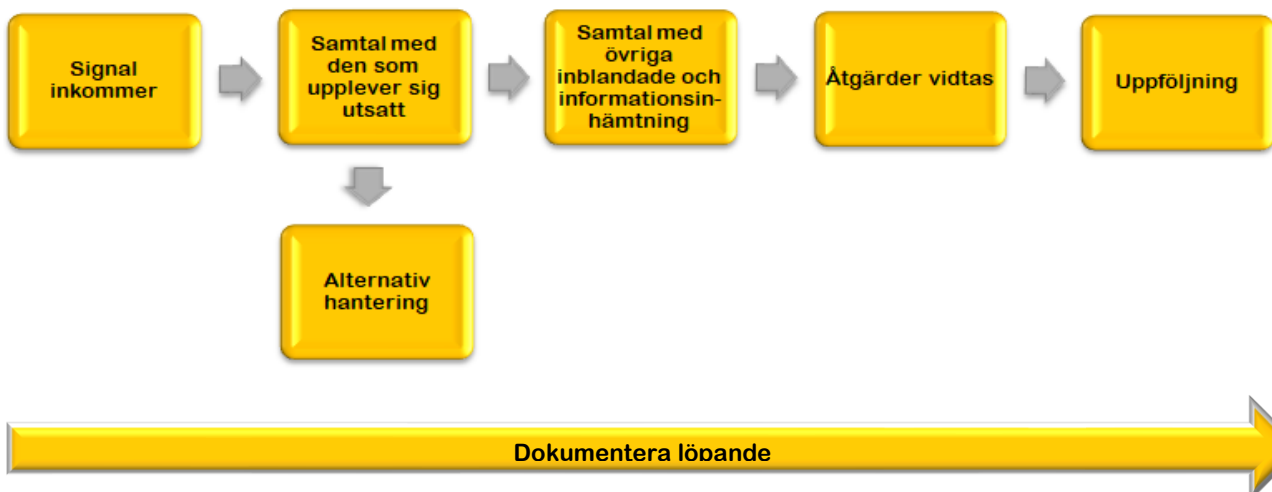 Signal
inkommer
Samtal med
den som
upplever sig
utsatt
Samtal med
övriga
inblandade och
informationsin-
hämtning
Åtgärder vidtas
Uppföljning
Alternativ
hantering
Dokumentera löpande